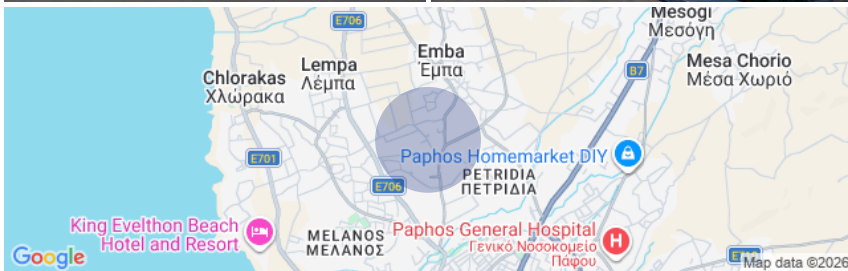 Mesogi
Μεσόγη
E706
Emba
Έμπα
Lempa
Λέμπα
Mesa Chorio
Μέσα Χωριό
B7
Chlorakas
Χλώρακα
Paphos Homemarket DIY
E701
PETRIDIA
ΠΕΤΡΙΔΙΑ
E706
King Evelthon Beach
Hotel and Resort
MELANOS
ΜΕΛΑΝΟΣ
Paphos General Hospital
Γενικό Νοσοκομείο
Πάφου
H
Google
Map data ©2026